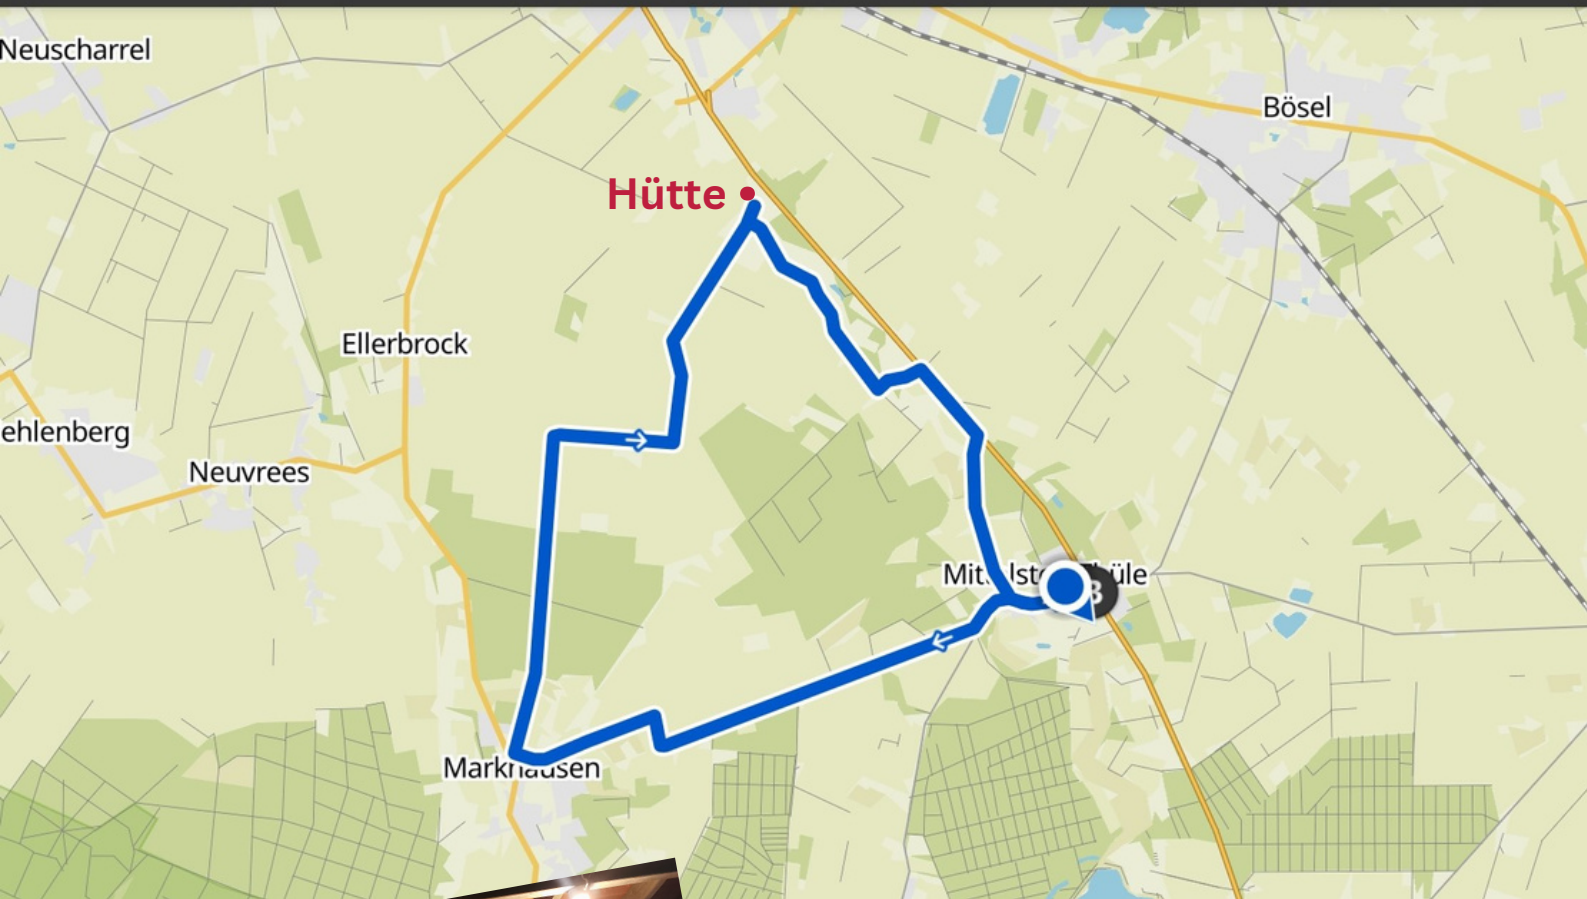 Neuscharrel
Bösel
Hütte
Ellerbrock
ehlenberg
Neuvrees
Markhausen